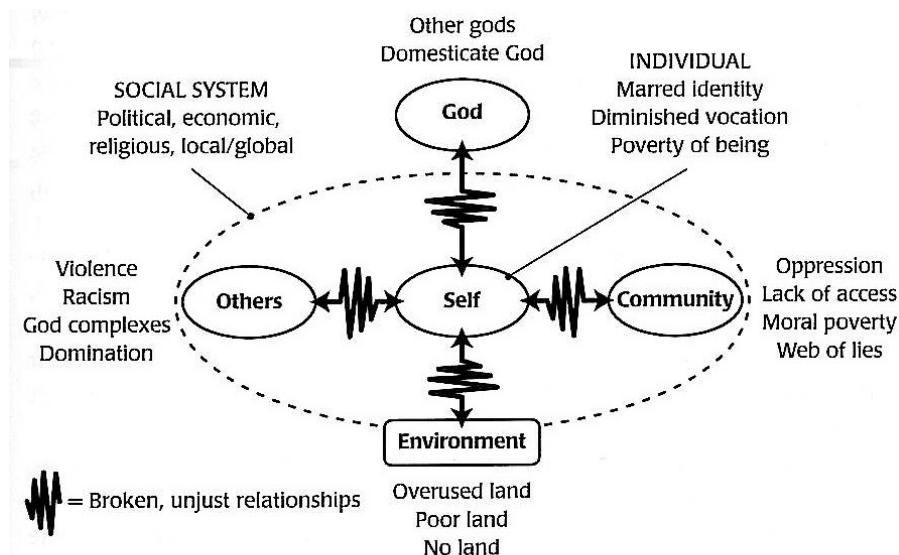 Other gods
Domesticate God
SOCIAL SYSTEM
Political, economic,
religious, local/global
God
INDIVIDUAL
Marred identity
Diminished vocation
Poverty of being
Violence
Racism
God complexes
Domination
Others
Self
Community
Oppression
Lack of access
Moral poverty
Web of lies
Environment
= Broken, unjust relationships
Overused land
Poor land
No land